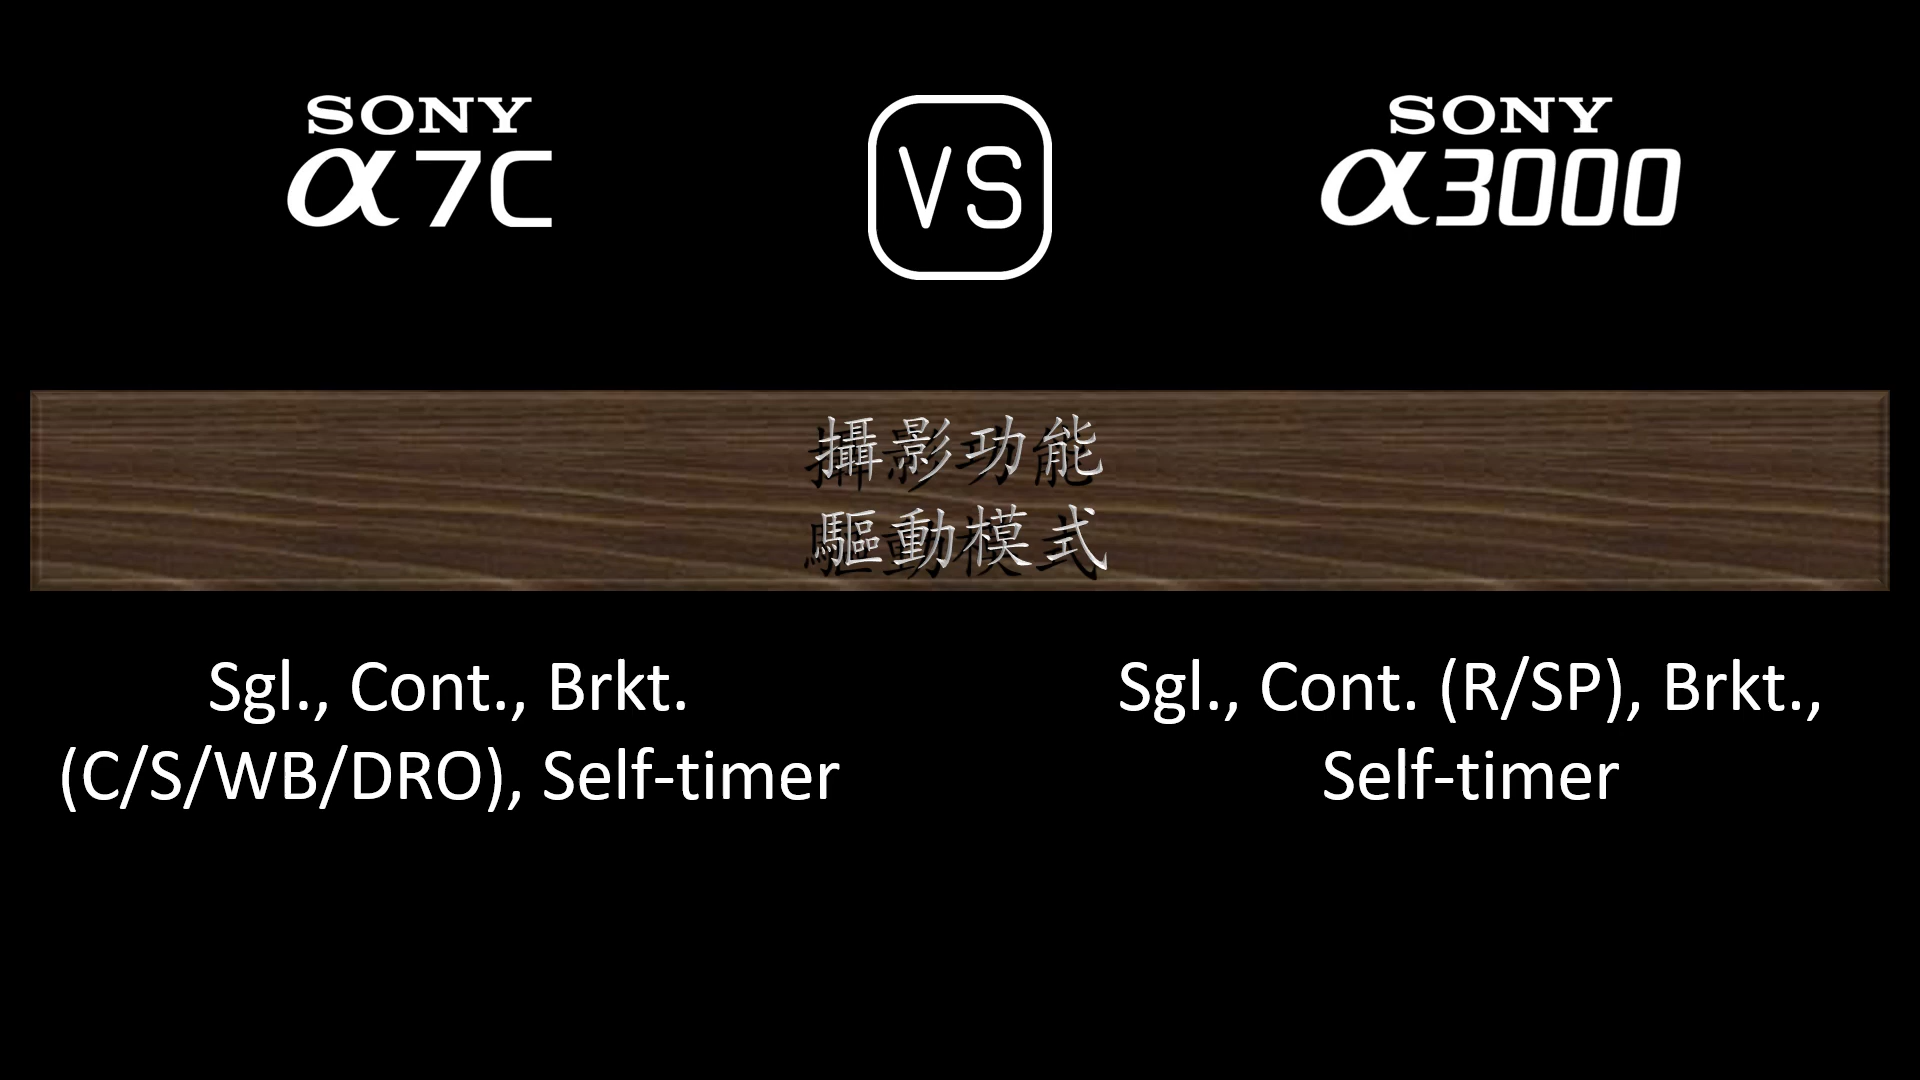 SONY
α7C
VS
SONY
α3000
攝影功能
驅動模式
Sgl., Cont., Brkt.
(C/S/WB/DRO), Self-timer
Sgl., Cont. (R/SP), Brkt.,
Self-timer